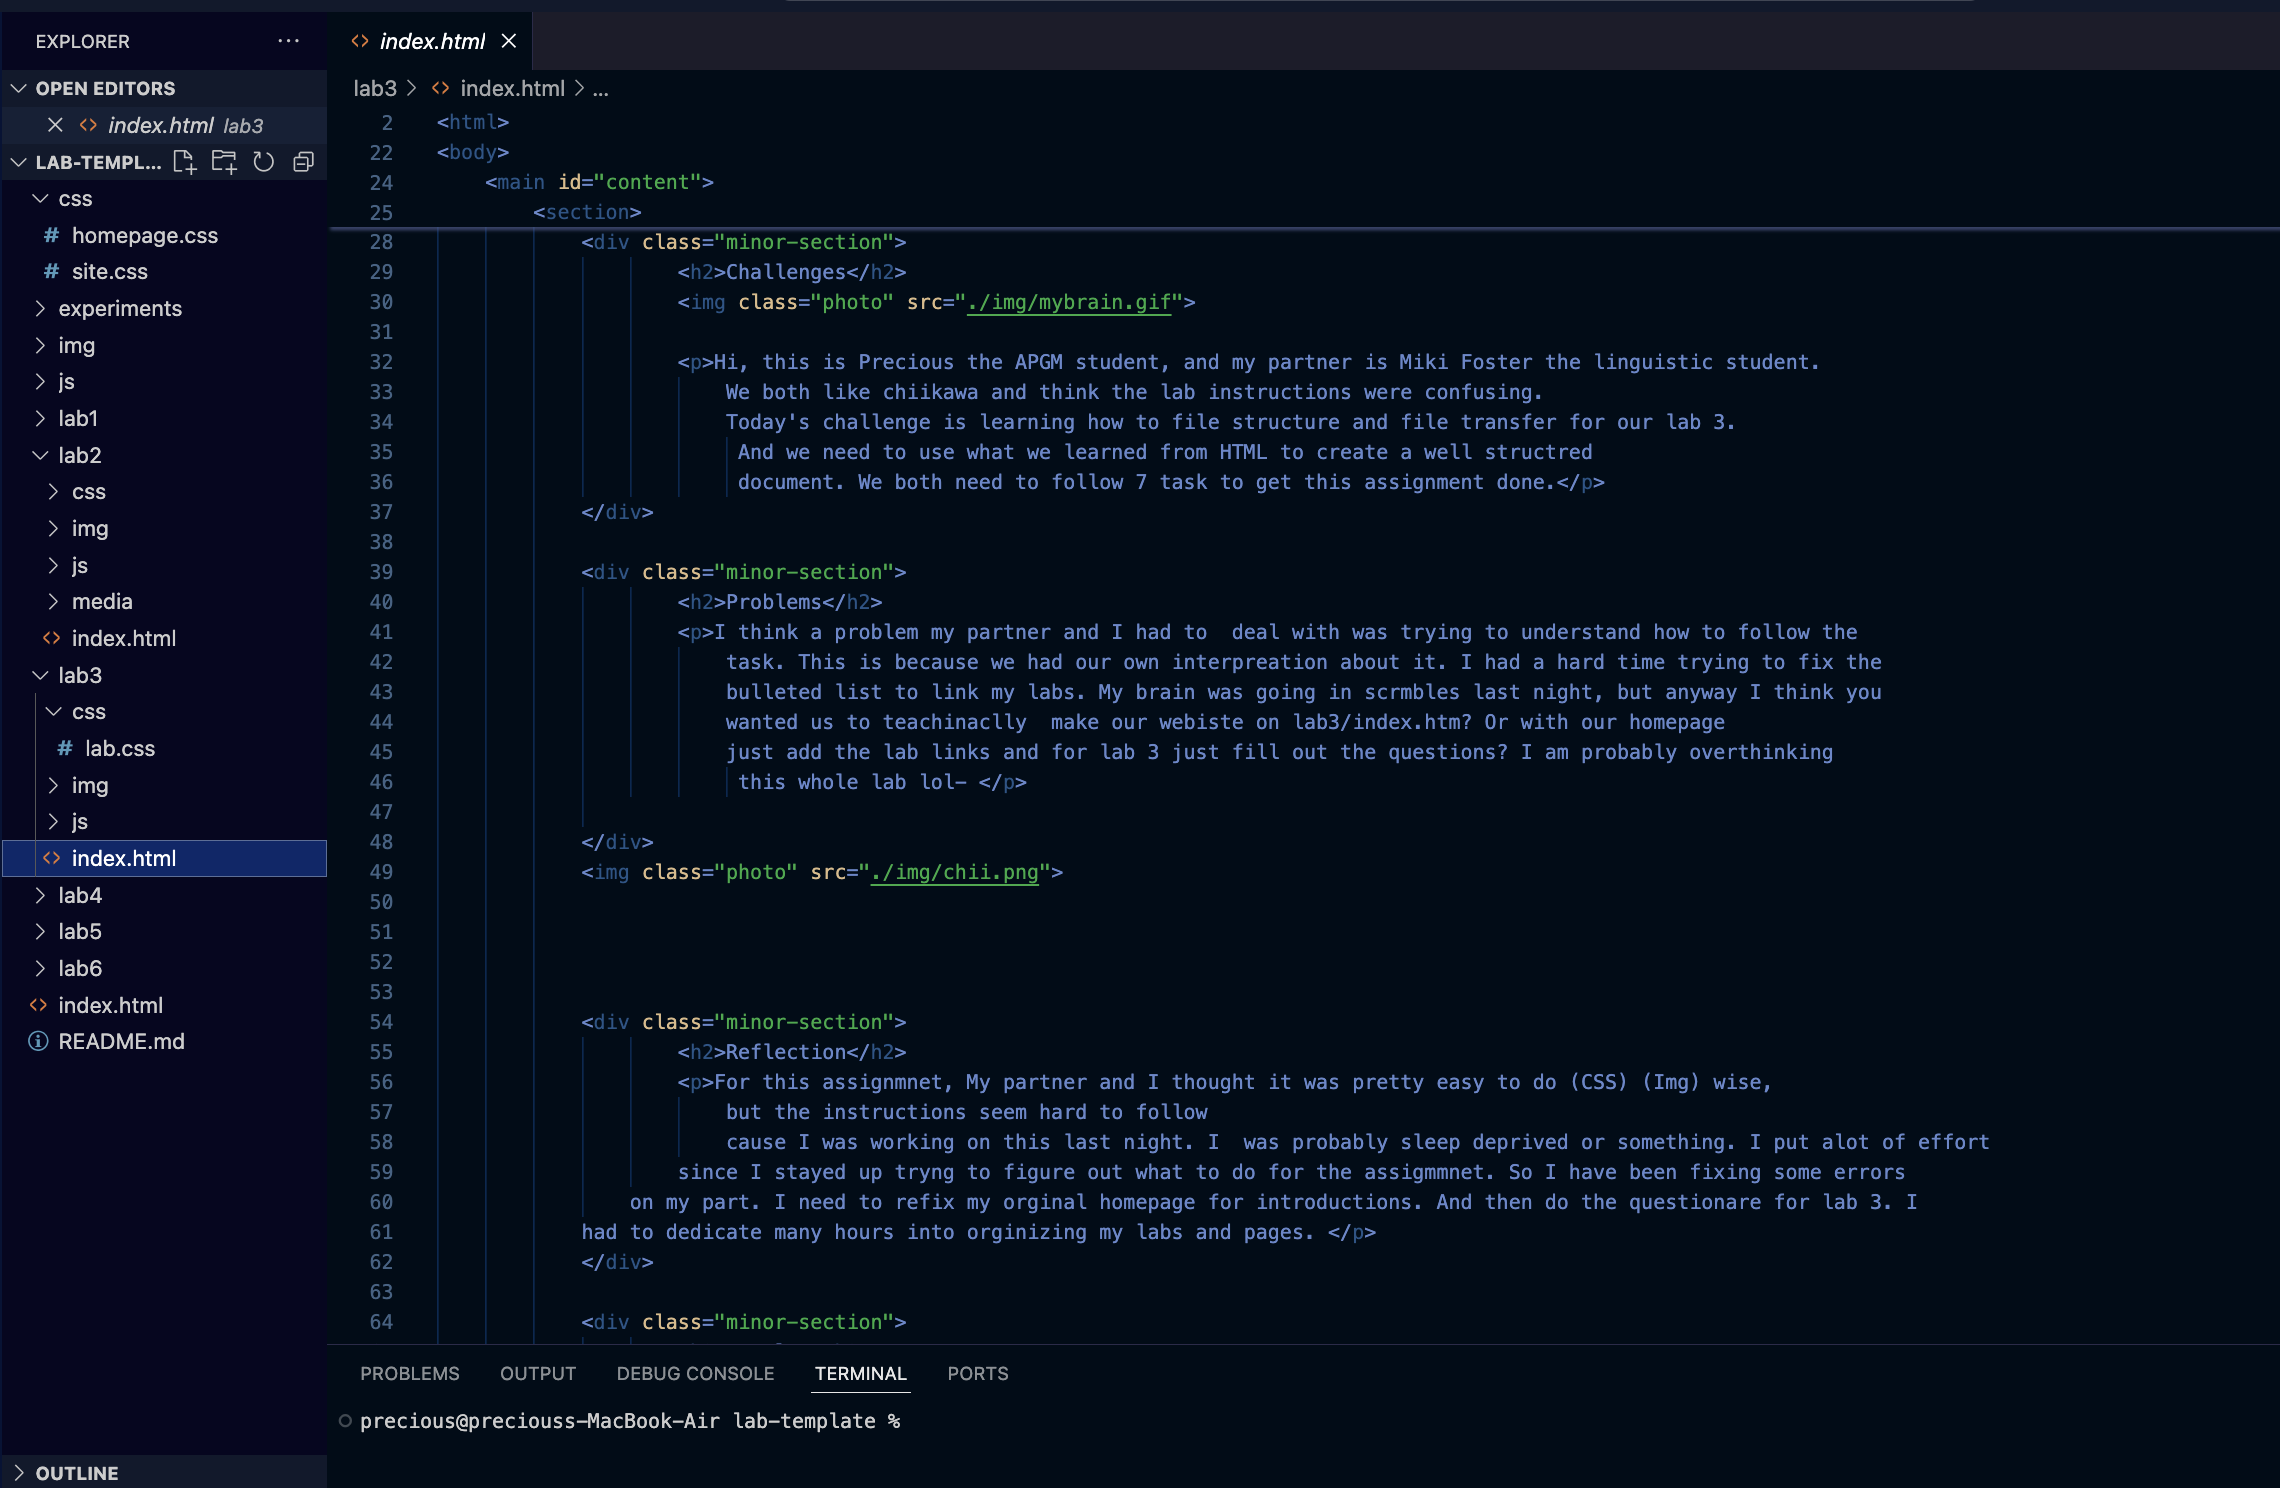 EXPLORER
OPEN EDITORS
index.html lab3
LAB-TEMPL...
css
homepage.css
site.css
experiments
img
js
lab1
lab2
css
img
js
media
index.html
lab3
css
lab.css
img
js
index.html
lab4
lab5
lab6
index.html
README.md
OUTLINE
index.html
lab3 > index.html > ...
2 <html>
22 <body>
24 <main id="content">
25 <section>
28 <div class="minor-section">
29 <h2>Challenges</h2>
30 <img class="photo" src="./img/mybrain.gif">
31
32 <p>Hi, this is Precious the APGM student, and my partner is Miki Foster the linguistic student.
33 We both like chiikawa and think the lab instructions were confusing.
34 Today's challenge is learning how to file structure and file transfer for our lab 3.
35 And we need to use what we learned from HTML to create a well structred
36 document. We both need to follow 7 task to get this assignment done.</p>
37 </div>
38
39 <div class="minor-section">
40 <h2>Problems</h2>
41 <p>I think a problem my partner and I had to  deal with was trying to understand how to follow the
42 task. This is because we had our own interpreation about it. I had a hard time trying to fix the
43 bulleted list to link my labs. My brain was going in scrmbles last night, but anyway I think you
44 wanted us to teachinaclly  make our webiste on lab3/index.htm? Or with our homepage
45 just add the lab links and for lab 3 just fill out the questions? I am probably overthinking
46 this whole lab lol- </p>
47
48 </div>
49 <img class="photo" src="./img/chii.png">
50
51
52
53
54 <div class="minor-section">
55 <h2>Reflection</h2>
56 <p>For this assignmnet, My partner and I thought it was pretty easy to do (CSS) (Img) wise,
57 but the instructions seem hard to follow
58 cause I was working on this last night. I  was probably sleep deprived or something. I put alot of effort
59 since I stayed up tryng to figure out what to do for the assigmmnet. So I have been fixing some errors
60 on my part. I need to refix my orginal homepage for introductions. And then do the questionare for lab 3. I
61 had to dedicate many hours into orginizing my labs and pages. </p>
62 </div>
63
64 <div class="minor-section">
PROBLEMS OUTPUT DEBUG CONSOLE TERMINAL PORTS
precious@preciouss-MacBook-Air lab-template %